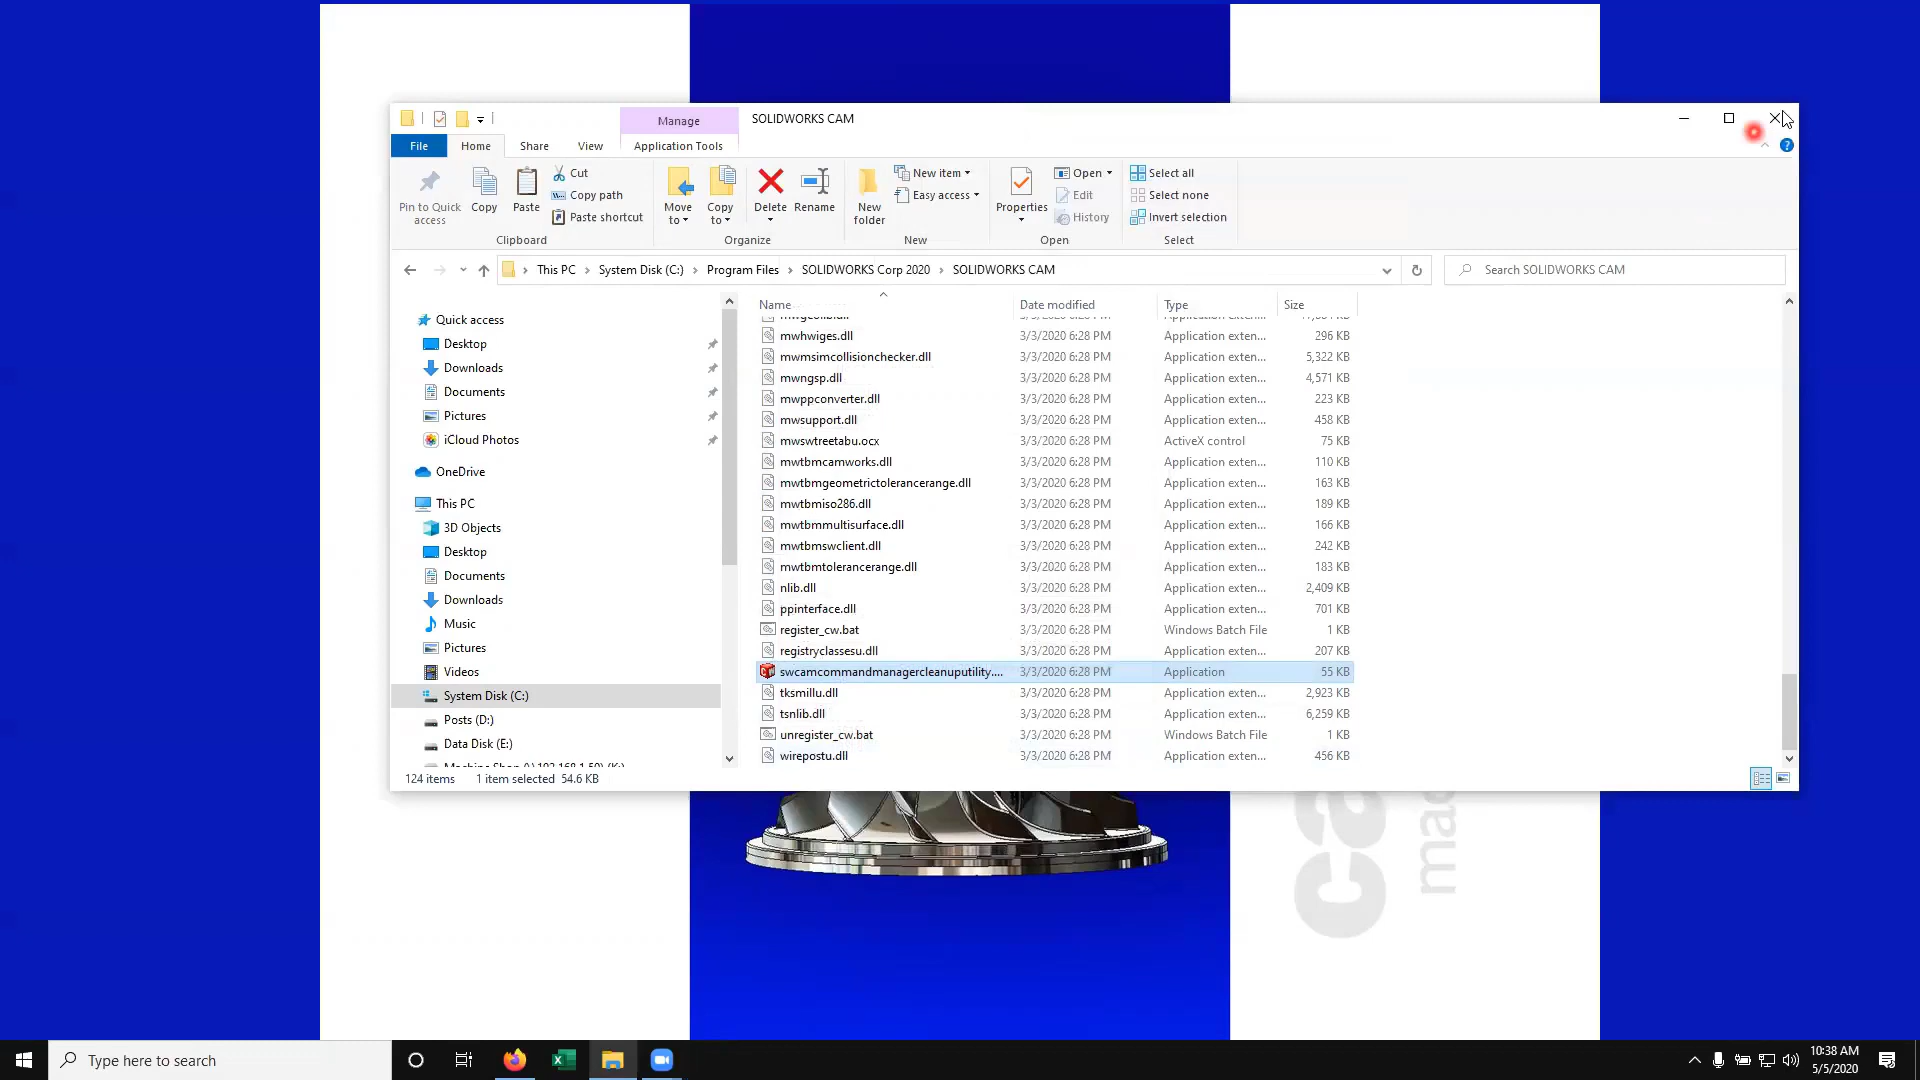 SOLIDWORKS CAM
Manage
File
Home
Share
View
Application Tools
Pin to Quick access
Copy
Paste
Cut
Copy path
Paste shortcut
Clipboard
Move to
Copy to
Delete
Rename
Organize
New folder
New item
Easy access
New
Properties
Open
Edit
History
Open
Select all
Select none
Invert selection
Select
This PC > System Disk (C:) > Program Files > SOLIDWORKS Corp 2020 > SOLIDWORKS CAM
Search SOLIDWORKS CAM
Quick access
Desktop
Downloads
Documents
Pictures
iCloud Photos
OneDrive
This PC
3D Objects
Desktop
Documents
Downloads
Music
Pictures
Videos
System Disk (C:)
Posts (D:)
Data Disk (E:)
Name Date modified Type Size
mwhwiges.dll 3/3/2020 6:28 PM Application exten... 296 KB
mwmsimcollisionchecker.dll 3/3/2020 6:28 PM Application exten... 5,322 KB
mwngsp.dll 3/3/2020 6:28 PM Application exten... 4,571 KB
mwppconverter.dll 3/3/2020 6:28 PM Application exten... 223 KB
mwsupport.dll 3/3/2020 6:28 PM Application exten... 458 KB
mwswtreetabu.ocx 3/3/2020 6:28 PM ActiveX control 75 KB
mwtbmcamworks.dll 3/3/2020 6:28 PM Application exten... 110 KB
mwtbmgeometrictolerancerange.dll 3/3/2020 6:28 PM Application exten... 163 KB
mwtbmiso286.dll 3/3/2020 6:28 PM Application exten... 189 KB
mwtbmmultisurface.dll 3/3/2020 6:28 PM Application exten... 166 KB
mwtbmswclient.dll 3/3/2020 6:28 PM Application exten... 242 KB
mwtbmtolerancerange.dll 3/3/2020 6:28 PM Application exten... 183 KB
nlib.dll 3/3/2020 6:28 PM Application exten... 2,409 KB
ppinterface.dll 3/3/2020 6:28 PM Application exten... 701 KB
register_cw.bat 3/3/2020 6:28 PM Windows Batch File 1 KB
registryclassesu.dll 3/3/2020 6:28 PM Application exten... 207 KB
swcamcommandmanagercleanuputility.... 3/3/2020 6:28 PM Application 55 KB
tksmillu.dll 3/3/2020 6:28 PM Application exten... 2,923 KB
tsnlib.dll 3/3/2020 6:28 PM Application exten... 6,259 KB
unregister_cw.bat 3/3/2020 6:28 PM Windows Batch File 1 KB
wirepostu.dll 3/3/2020 6:28 PM Application exten... 456 KB
124 items 1 item selected 54.6 KB
ca
Type here to search
10:38 AM
5/5/2020